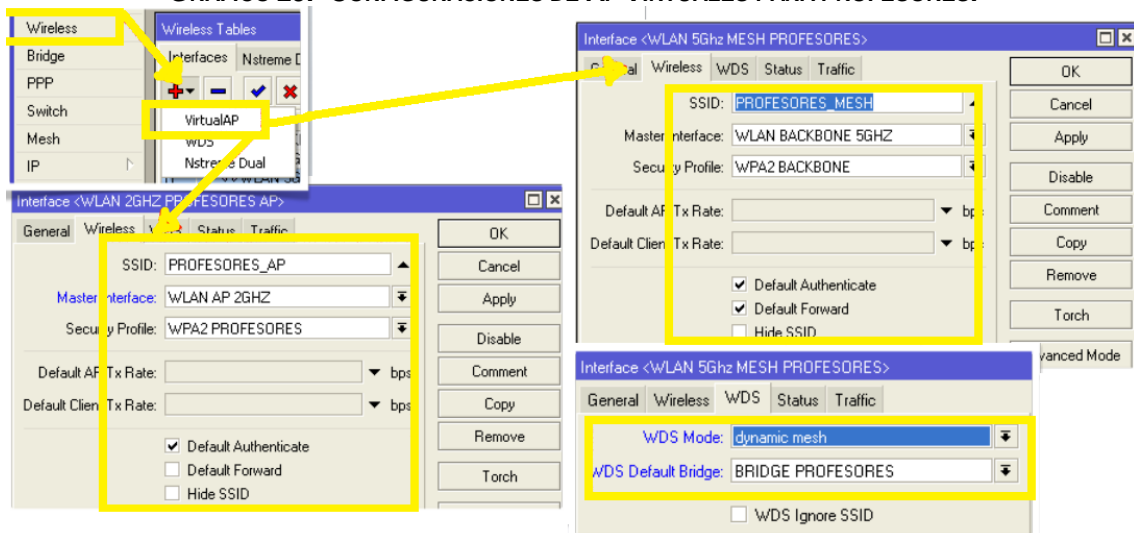 Wireless
Bridge
PPP
Switch
Mesh
IP
Wireless Tables
Interfaces Nstreme D
VirtualAP
WDS
Nstreme Dual
Interface <WLAN 2GHZ PROFESORES AP>
General Wireless WDS Status Traffic
SSID: PROFESORES_AP
Master Interface: WLAN AP 2GHZ
Security Profile: WPA2 PROFESORES
Default AP Tx Rate: bps
Default Client Tx Rate: bps
Default Authenticate
Default Forward
Hide SSID
OK
Cancel
Apply
Disable
Comment
Copy
Remove
Torch
Interface <WLAN 5Ghz MESH PROFESORES>
General Wireless WDS Status Traffic
SSID: PROFESORES_MESH
Master Interface: WLAN BACKBONE 5GHZ
Security Profile: WPA2 BACKBONE
Default AP Tx Rate: bps
Default Client Tx Rate: bps
Default Authenticate
Default Forward
Hide SSID
OK
Cancel
Apply
Disable
Comment
Copy
Remove
Torch
vanced Mode
Interface <WLAN 5Ghz MESH PROFESORES>
General Wireless WDS Status Traffic
WDS Mode: dynamic mesh
WDS Default Bridge: BRIDGE PROFESORES
WDS Ignore SSID